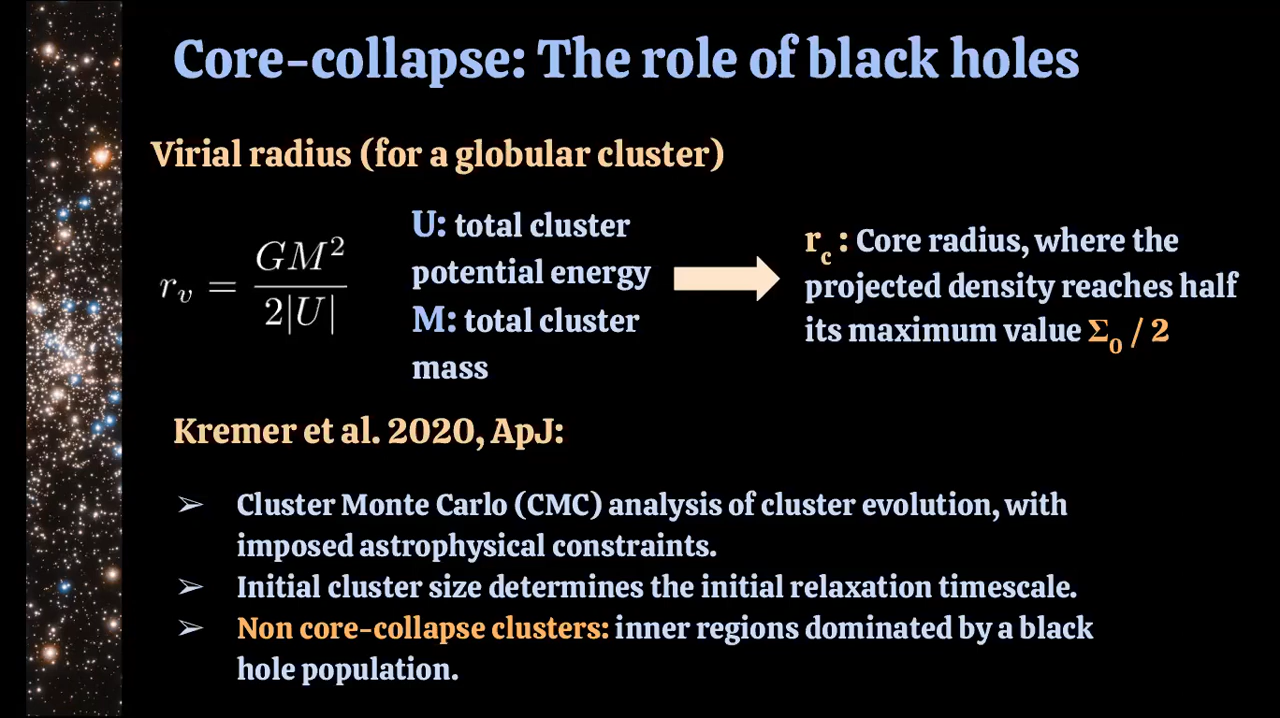 Core-collapse: The role of black holes
Virial radius (for a globular cluster)
r_v = GM^2 / 2|U|
U: total cluster
potential energy
M: total cluster
mass
r_c : Core radius, where the
projected density reaches half
its maximum value Σ_0 / 2
Kremer et al. 2020, ApJ:
➢ Cluster Monte Carlo (CMC) analysis of cluster evolution, with
imposed astrophysical constraints.
➢ Initial cluster size determines the initial relaxation timescale.
➢ Non core-collapse clusters: inner regions dominated by a black
hole population.